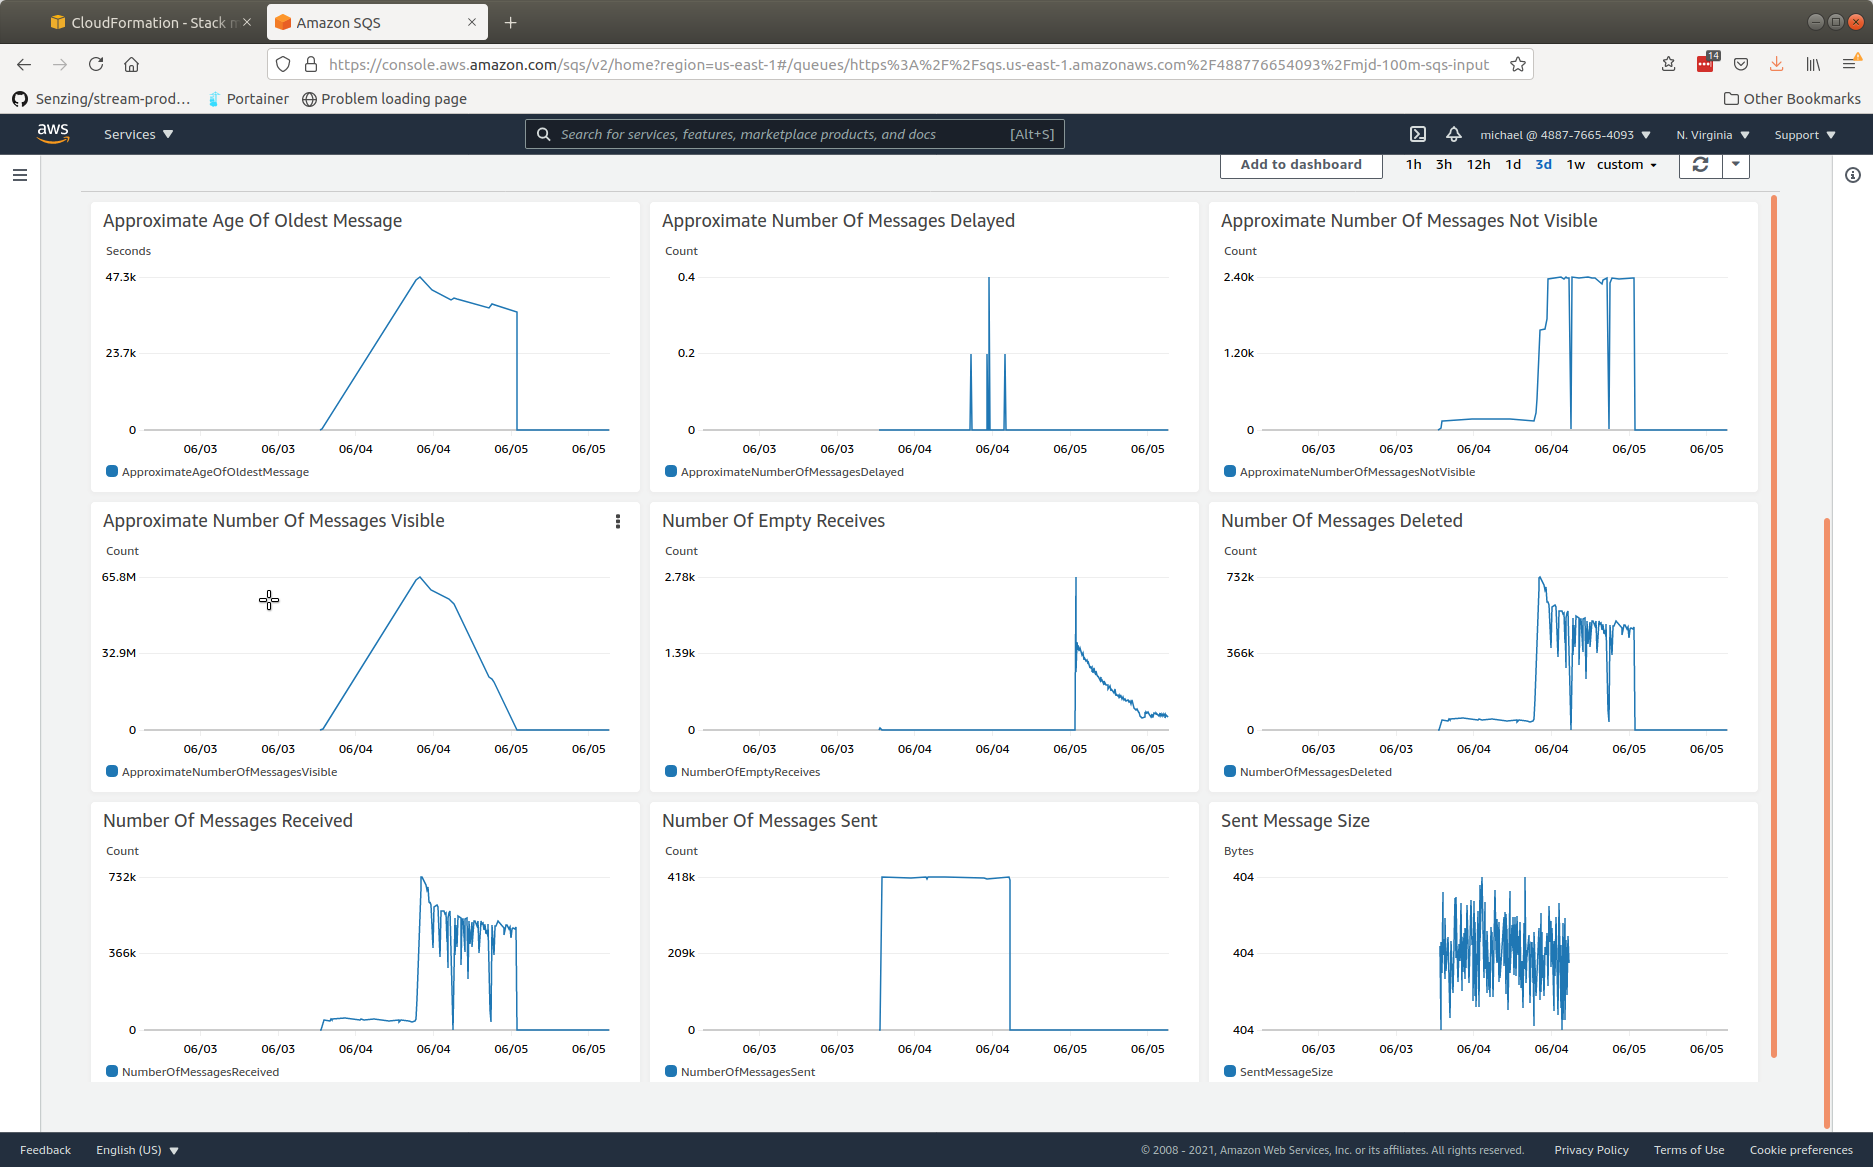 CloudFormation - Stack
Amazon SQS
https://console.aws.amazon.com/sqs/v2/home?region=us-east-1#/queues/https%3A%2F%2Fsqs.us-east-1.amazonaws.com%2F488776654093%2Fmjd-100m-sqs-input
14
Senzing/stream-prod...
Portainer
Problem loading page
Other Bookmarks
aws
Services
Search for services, features, marketplace products, and docs
[Alt+S]
michael @ 4887-7665-4093
N. Virginia
Support
Add to dashboard
1h 3h 12h 1d 3d 1w custom
Approximate Age Of Oldest Message
Seconds
47.3k
23.7k
0
06/03 06/03 06/04 06/04 06/05 06/05
ApproximateAgeOfOldestMessage
Approximate Number Of Messages Delayed
Count
0.4
0.2
0
06/03 06/03 06/04 06/04 06/05 06/05
ApproximateNumberOfMessagesDelayed
Approximate Number Of Messages Not Visible
Count
2.40k
1.20k
0
06/03 06/03 06/04 06/04 06/05 06/05
ApproximateNumberOfMessagesNotVisible
Approximate Number Of Messages Visible
Count
65.8M
32.9M
0
06/03 06/03 06/04 06/04 06/05 06/05
ApproximateNumberOfMessagesVisible
Number Of Empty Receives
Count
2.78k
1.39k
0
06/03 06/03 06/04 06/04 06/05 06/05
NumberOfEmptyReceives
Number Of Messages Deleted
Count
732k
366k
0
06/03 06/03 06/04 06/04 06/05 06/05
NumberOfMessagesDeleted
Number Of Messages Received
Count
732k
366k
0
06/03 06/03 06/04 06/04 06/05 06/05
NumberOfMessagesReceived
Number Of Messages Sent
Count
418k
209k
0
06/03 06/03 06/04 06/04 06/05 06/05
NumberOfMessagesSent
Sent Message Size
Bytes
404
404
404
06/03 06/03 06/04 06/04 06/05 06/05
SentMessageSize
Feedback
English (US)
© 2008 - 2021, Amazon Web Services, Inc. or its affiliates. All rights reserved.
Privacy Policy
Terms of Use
Cookie preferences